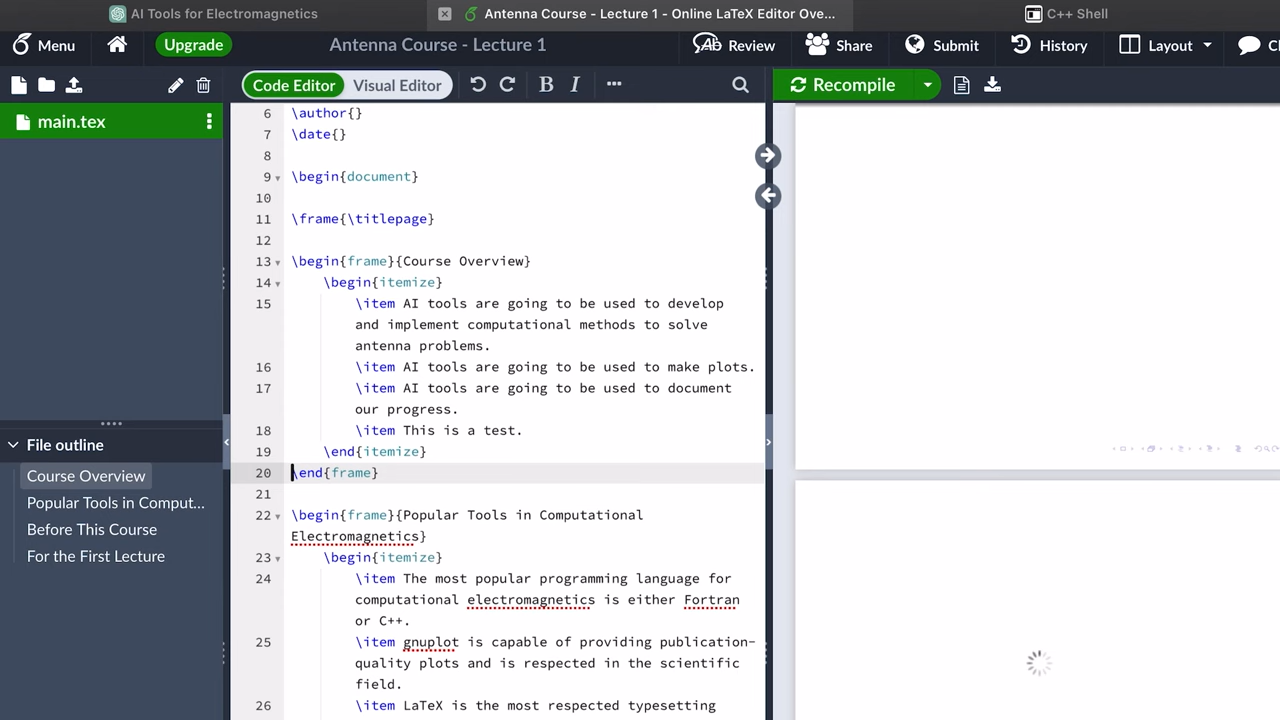 AI Tools for Electromagnetics
Antenna Course - Lecture 1 - Online LaTeX Editor Ove...
C++ Shell
Menu
Upgrade
Antenna Course - Lecture 1
Review
Share
Submit
History
Layout
Code Editor
Visual Editor
B I
Recompile
main.tex
6 \author{}
7 \date{}
8
9 \begin{document}
10
11 \frame{\titlepage}
12
13 \begin{frame}{Course Overview}
14 \begin{itemize}
15 \item AI tools are going to be used to develop
and implement computational methods to solve
antenna problems.
16 \item AI tools are going to be used to make plots.
17 \item AI tools are going to be used to document
our progress.
18 \item This is a test.
19 \end{itemize}
20 \end{frame}
21
22 \begin{frame}{Popular Tools in Computational
Electromagnetics}
23 \begin{itemize}
24 \item The most popular programming language for
computational electromagnetics is either Fortran
or C++.
25 \item gnuplot is capable of providing publication-
quality plots and is respected in the scientific
field.
26 \item LaTeX is the most respected typesetting
File outline
Course Overview
Popular Tools in Comput...
Before This Course
For the First Lecture